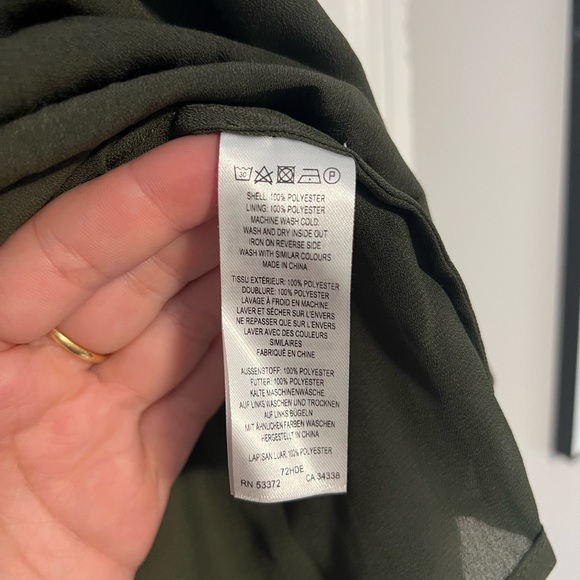 30 P
SHELL: 100% POLYESTER
LINING: 100% POLYESTER
MACHINE WASH COLD.
WASH AND DRY INSIDE OUT
IRON ON REVERSE SIDE
WASH WITH SIMILAR COLOURS
MADE IN CHINA
TISSU EXTÉRIEUR: 100% POLYESTER
DOUBLURE: 100% POLYESTER
LAVAGE À FROID EN MACHINE.
LAVER ET SÉCHER SUR L'ENVERS
NE REPASSER QUE SUR L'ENVERS
LAVER AVEC DES COULEURS
SIMILAIRES
FABRIQUÉ EN CHINE
AUSSENSTOFF: 100% POLYESTER
FUTTER: 100% POLYESTER
KALTE MASCHINENWÄSCHE
AUF LINKS WASCHEN UND TROCKNEN
AUF LINKS BÜGELN
MIT ÄHNLICHEN FARBEN WASCHEN
HERGESTELLT IN CHINA
LAPISAN LUAR, 100% POLYESTER
72HDE
RN 53372 CA 34338